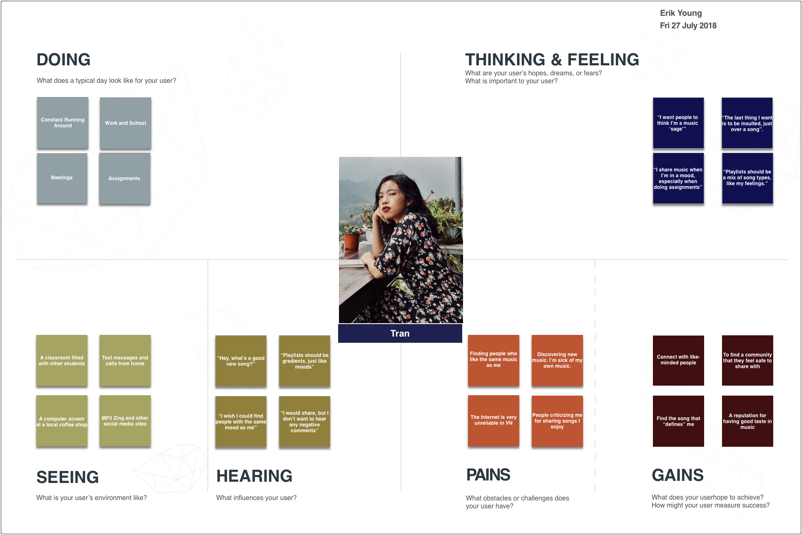 Erik Young
Fri 27 July 2018
DOING
What does a typical day look like for your user?
Constant Running
Around
Work and School
Meetings
Assignments
THINKING & FEELING
What are your user's hopes, dreams, or fears?
What is important to your user?
"I want people to
think I'm a music
'sage'"
"The last thing I want
is to be insulted, just
over a song".
"I share music when
I'm in a mood,
especially when
doing assignments"
"Playlists should be
a mix of song types,
like my feelings."
Tran
A classroom filled
with other students
Text messages and
calls from home
A computer screen
at a local coffee shop
MP3 Zing and other
social media sites
SEEING
What is your user's environment like?
"Hey, what's a good
new song?"
"Playlists should be
gradients, just like
moods"
"I wish I could find
people with the same
mood as me"
"I would share, but I
don't want to hear
any negative
comments"
HEARING
What influences your user?
Finding people who
like the same music
as me
Discovering new
music. I'm sick of my
own music.
The Internet is very
unreliable in VN
People criticizing me
for sharing songs I
enjoy
PAINS
What obstacles or challenges does
your user have?
Connect with like-
minded people
To find a community
that they feel safe to
share with
Find the song that
"defines" me
A reputation for
having good taste in
music
GAINS
What does your userhope to achieve?
How might your user measure success?